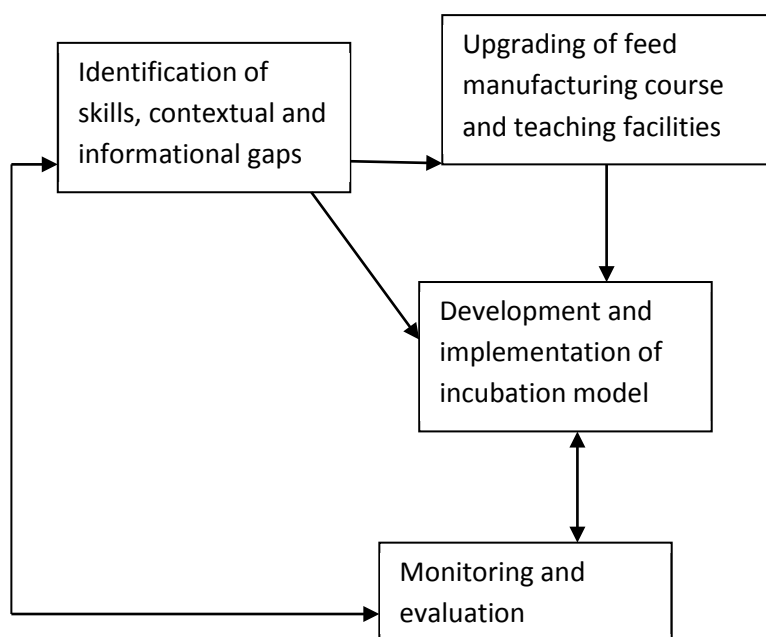 Identification of
skills, contextual and
informational gaps
Upgrading of feed
manufacturing course
and teaching facilities
Development and
implementation of
incubation model
Monitoring and
evaluation